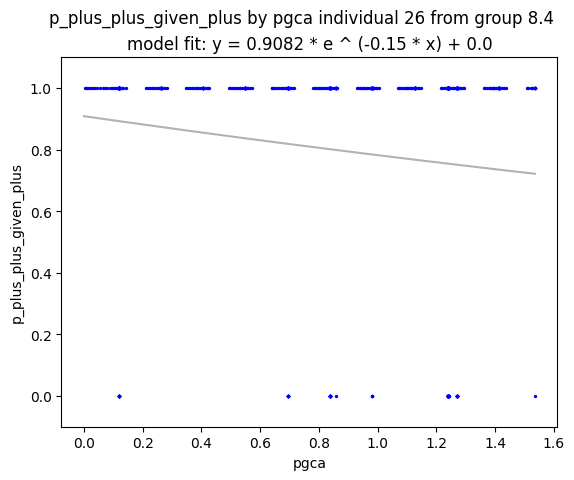 p_plus_plus_given_plus by pgca individual 26 from group 8.4
model fit: y = 0.9082 * e ^ (-0.15 * x) + 0.0
1.0
0.8
0.6
0.4
0.2
0.0
p_plus_plus_given_plus
0.0 0.2 0.4 0.6 0.8 1.0 1.2 1.4 1.6
pgca